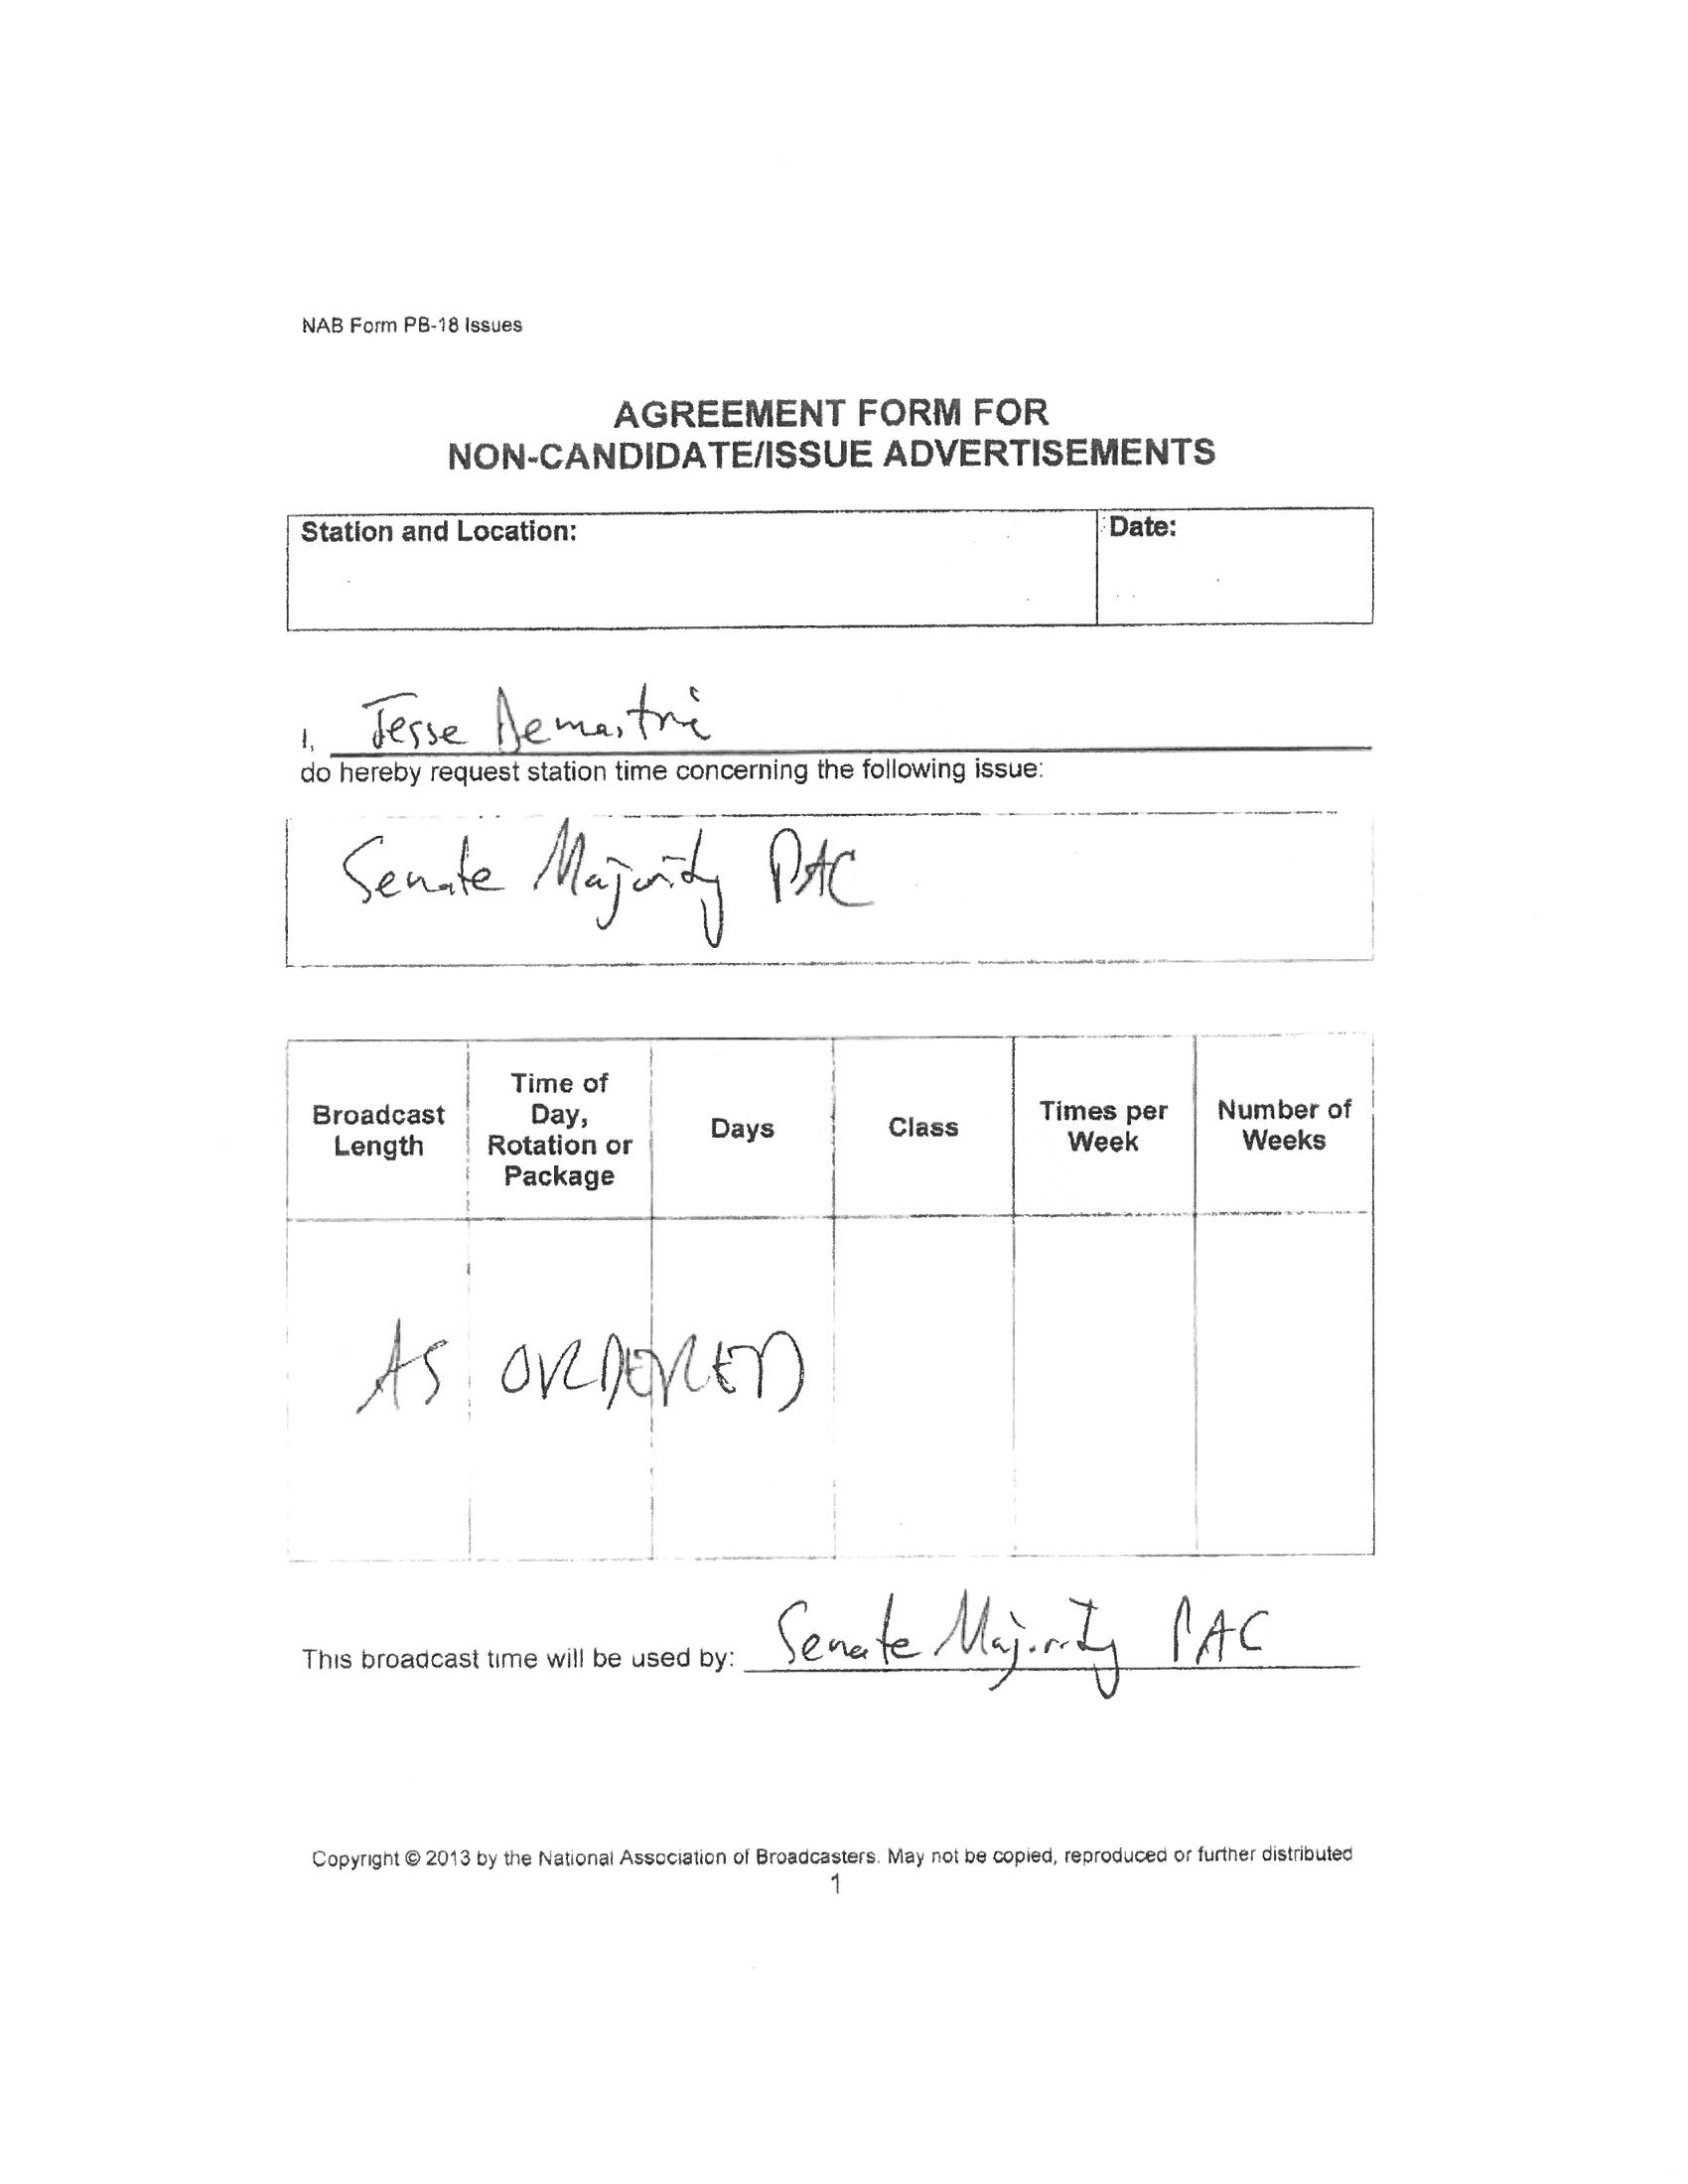 NAB Form PB-18 Issues
AGREEMENT FORM FOR
NON-CANDIDATE/ISSUE ADVERTISEMENTS
Station and Location:
Date:
I, Jesse Demastri
do hereby request station time concerning the following issue:
Senate Majority PAC
Broadcast
Length
Time of
Day,
Rotation or
Package
Days
Class
Times per
Week
Number of
Weeks
AS ORDERED
This broadcast time will be used by: Senate Majority PAC
Copyright © 2013 by the National Association of Broadcasters. May not be copied, reproduced or further distributed
1